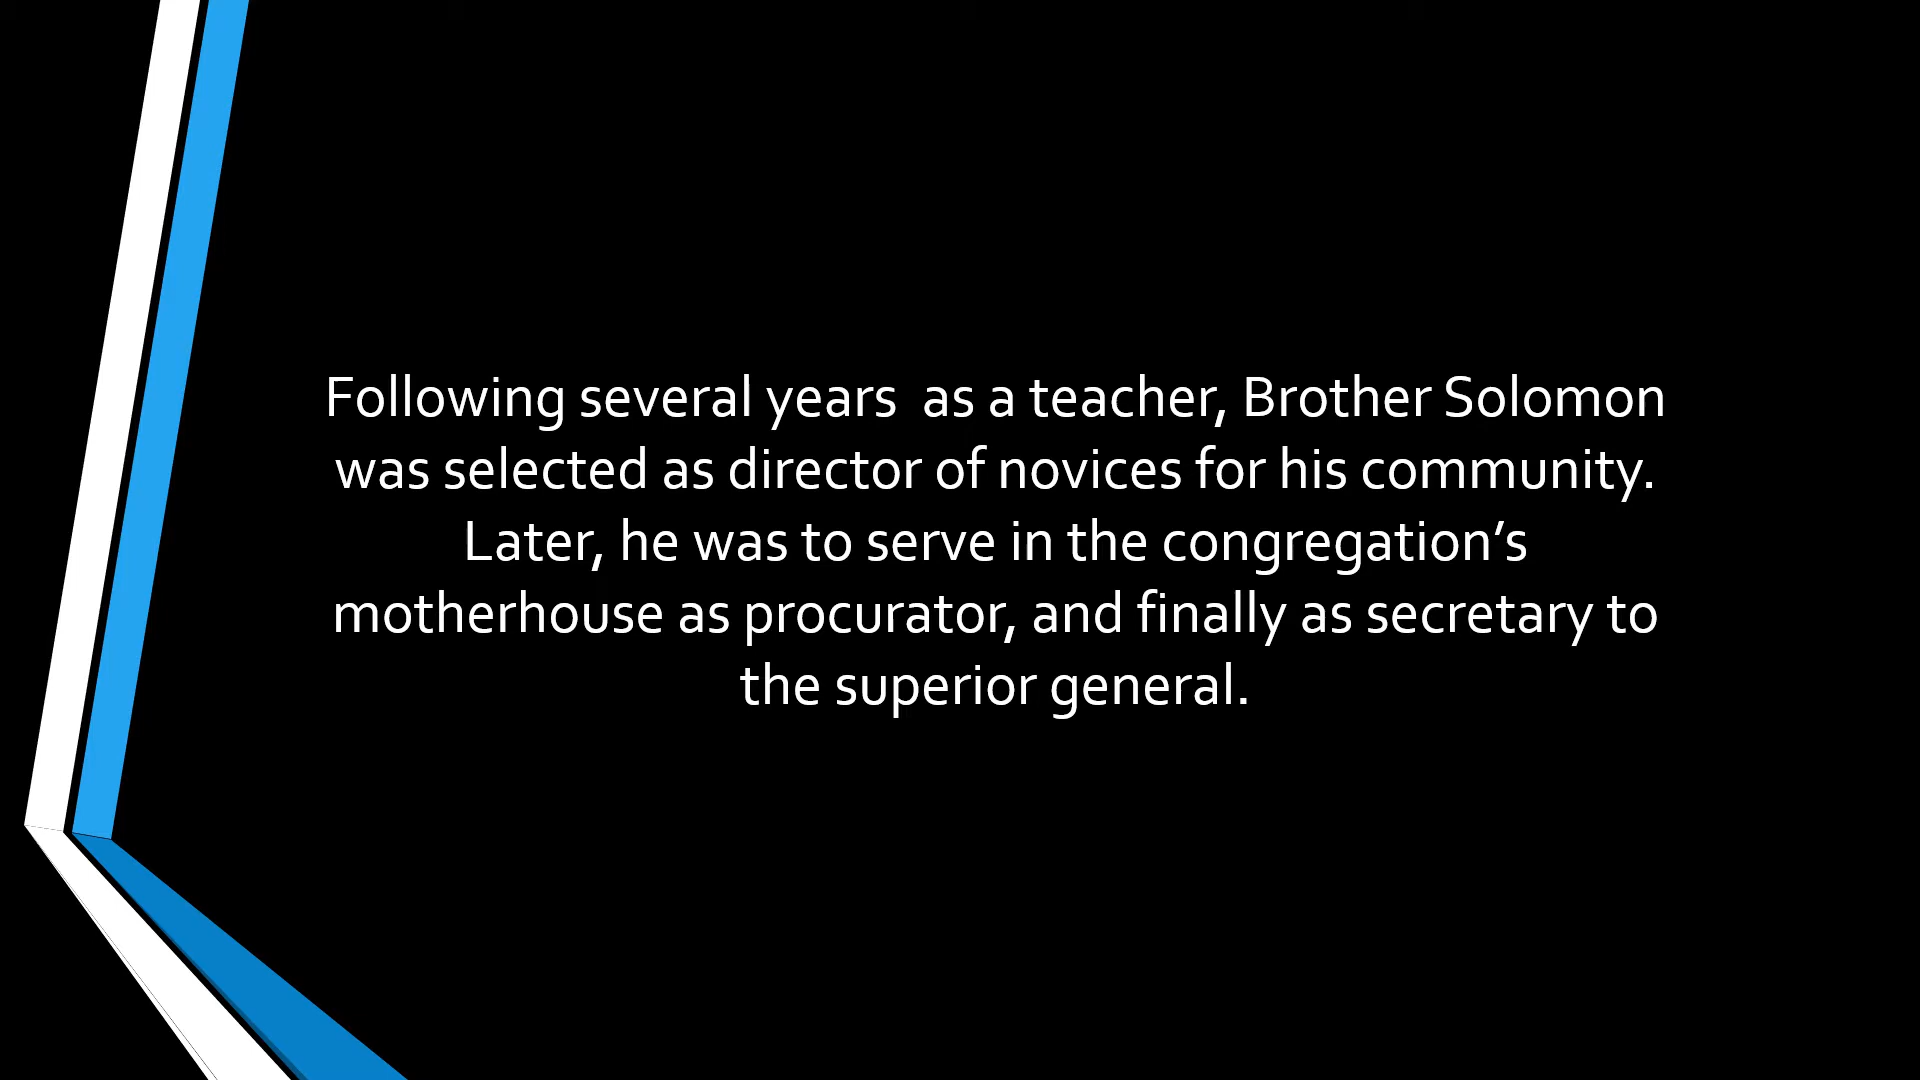 Following several years  as a teacher, Brother Solomon
was selected as director of novices for his community.
Later, he was to serve in the congregation’s
motherhouse as procurator, and finally as secretary to
the superior general.